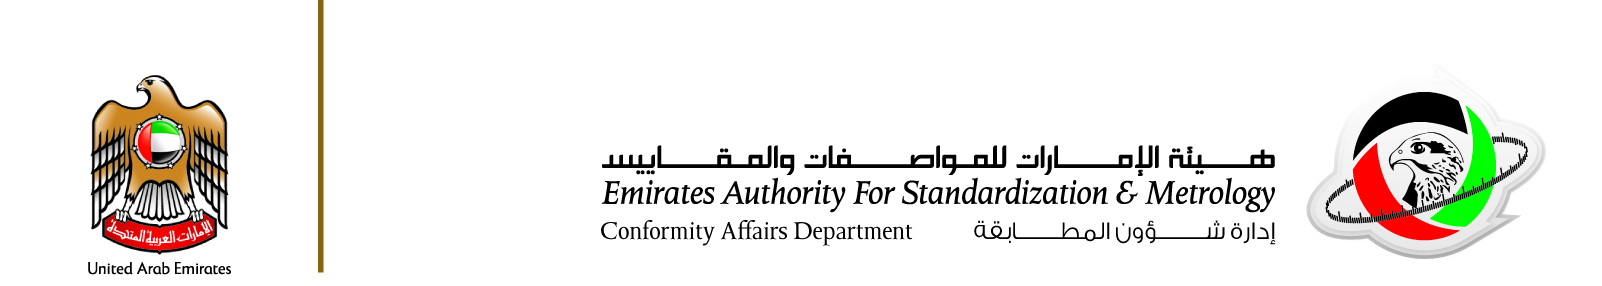 الإمارات العربية المتحدة
United Arab Emirates
هيئة الإمارات للمواصفات والمقاييس
Emirates Authority For Standardization & Metrology
Conformity Affairs Department
إدارة شؤون المطابقة